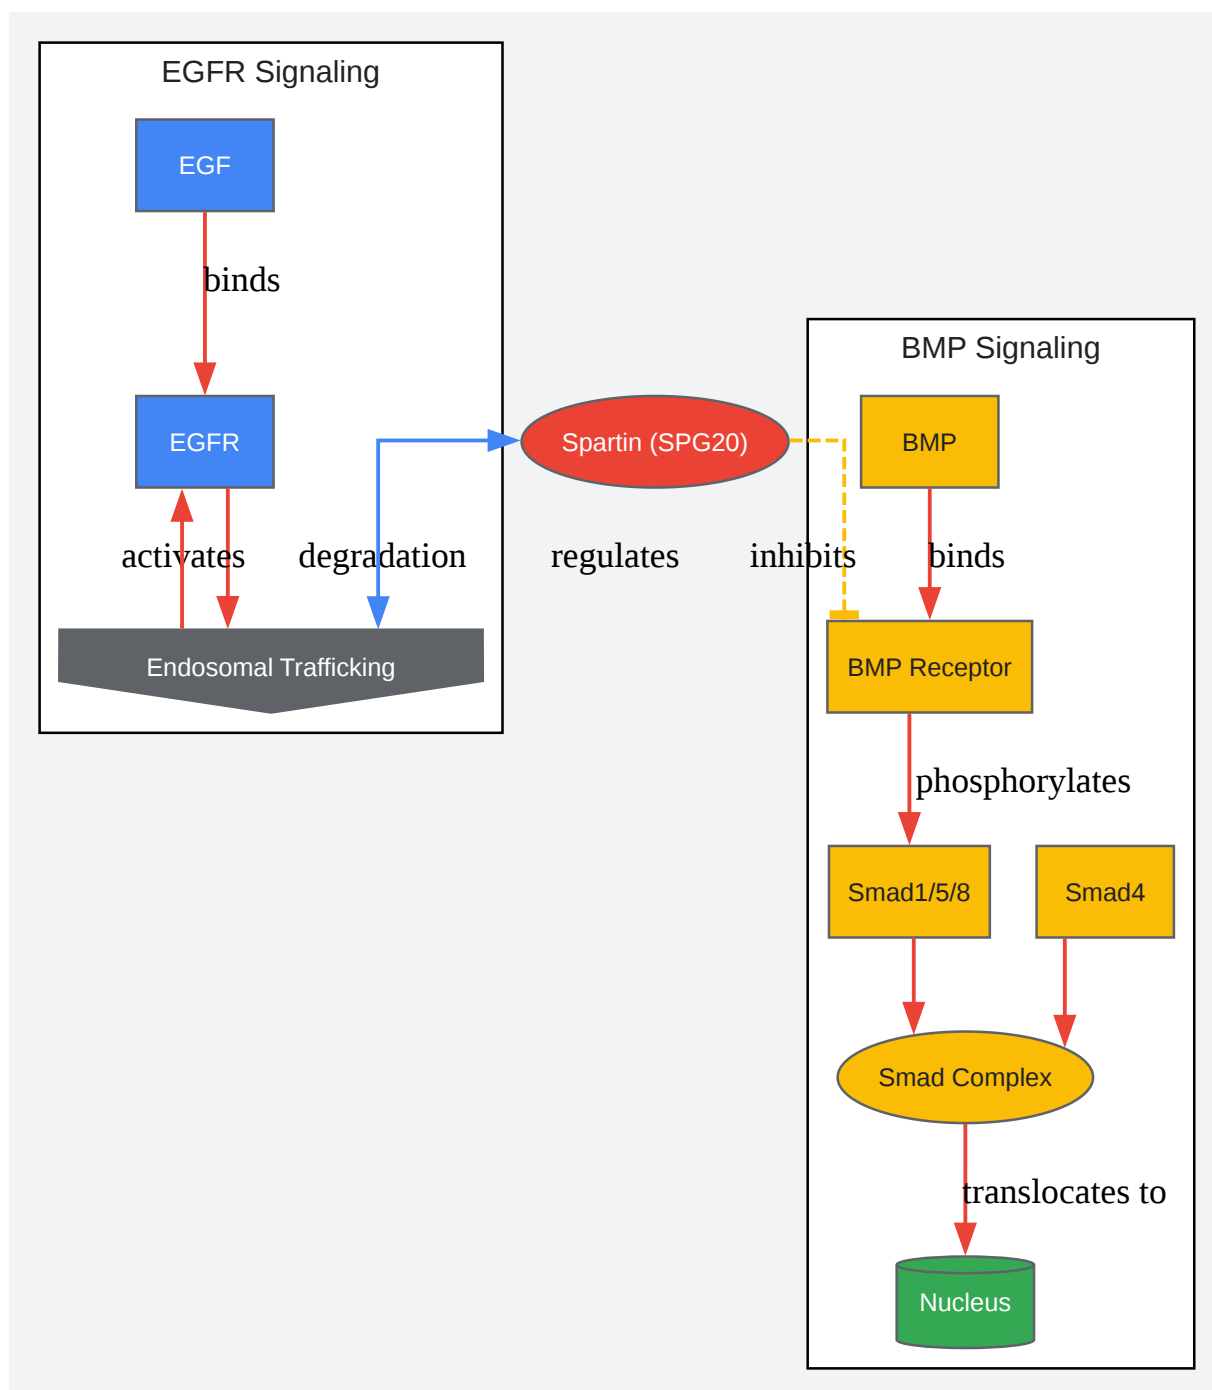 EGFR Signaling
EGF
binds
BMP Signaling
EGFR
Spartin (SPG20)
BMP
activates
degradation
regulates
inhibits
binds
Endosomal Trafficking
BMP Receptor
phosphorylates
Smad1/5/8
Smad4
Smad Complex
translocates to
Nucleus